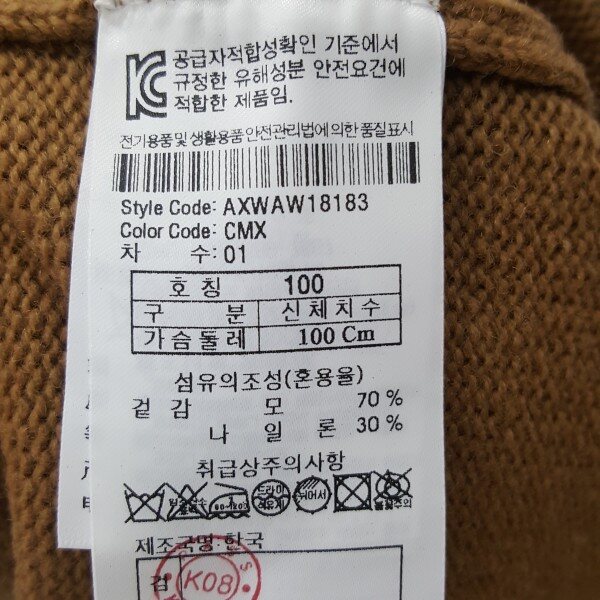 공급자적합성확인 기준에서
규정한 유해성분 안전요건에
적합한 제품임.
전기용품 및 생활용품 안전관리법에 의한 품질표시
Style Code: AXWAW18183
Color Code: CMX
차 수: 01
호 칭 100
구 분 신체치수
가슴둘레 100 Cm
섬유의조성(혼용율)
겉 감 모 70 %
나 일 론 30 %
취급상주의사항
드라이
제조국명: 한국
검 K08